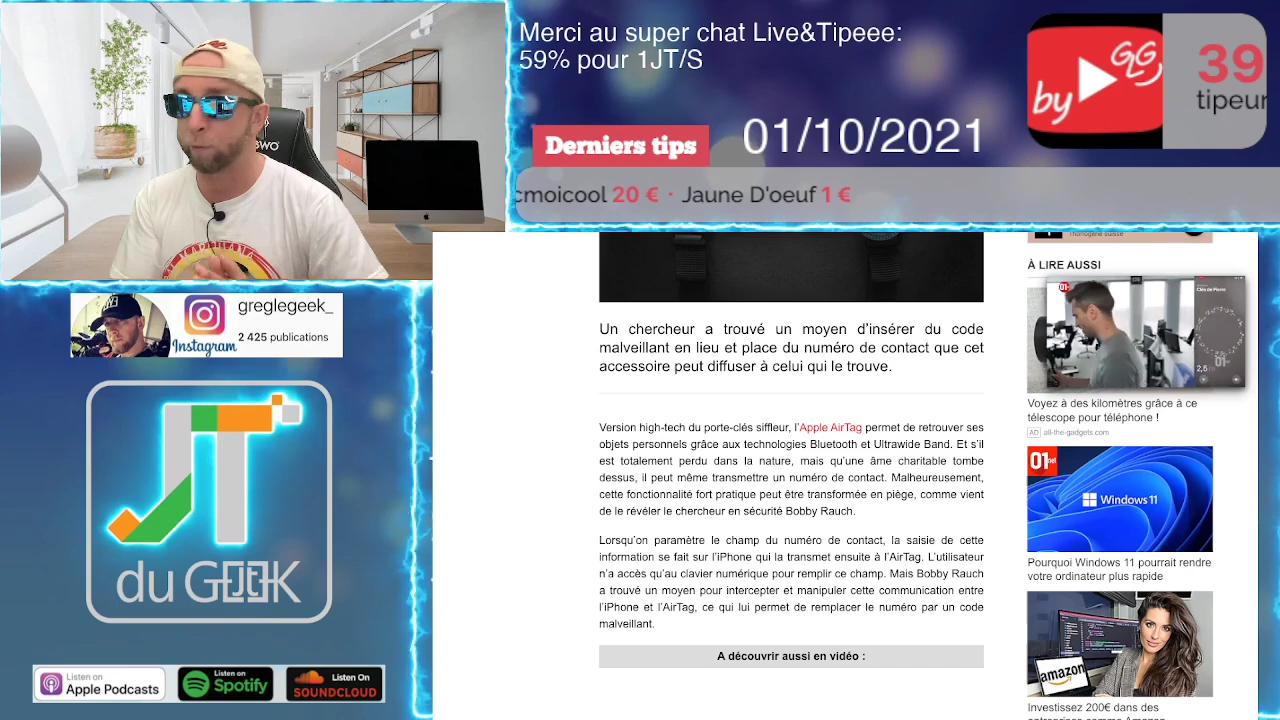 Merci au super chat Live&Tipeee:
59% pour 1JT/S
by GLG
39
tipeur
Derniers tips
01/10/2021
cmoicool 20 € · Jaune D'oeuf 1 €
greglegeek_
Instagram
2 425 publications
JT
du GEEK
Listen on
Apple Podcasts
Listen on
Spotify
Listen On
SOUNDCLOUD
Un chercheur a trouvé un moyen d'insérer du code
malveillant en lieu et place du numéro de contact que cet
accessoire peut diffuser à celui qui le trouve.
Version high-tech du porte-clés siffleur, l'Apple AirTag permet de retrouver ses
objets personnels grâce aux technologies Bluetooth et Ultrawide Band. Et s'il
est totalement perdu dans la nature, mais qu'une âme charitable tombe
dessus, il peut même transmettre un numéro de contact. Malheureusement,
cette fonctionnalité fort pratique peut être transformée en piège, comme vient
de le révéler le chercheur en sécurité Bobby Rauch.
Lorsqu'on paramètre le champ du numéro de contact, la saisie de cette
information se fait sur l'iPhone qui la transmet ensuite à l'AirTag. L'utilisateur
n'a accès qu'au clavier numérique pour remplir ce champ. Mais Bobby Rauch
a trouvé un moyen pour intercepter et manipuler cette communication entre
l'iPhone et l'AirTag, ce qui lui permet de remplacer le numéro par un code
malveillant.
A découvrir aussi en vidéo :
À LIRE AUSSI
Clés de Pierre
2,5
Voyez à des kilomètres grâce à ce
télescope pour téléphone !
AD all-the-gadgets.com
01net
Windows 11
Pourquoi Windows 11 pourrait rendre
votre ordinateur plus rapide
amazon
Investissez 200€ dans des